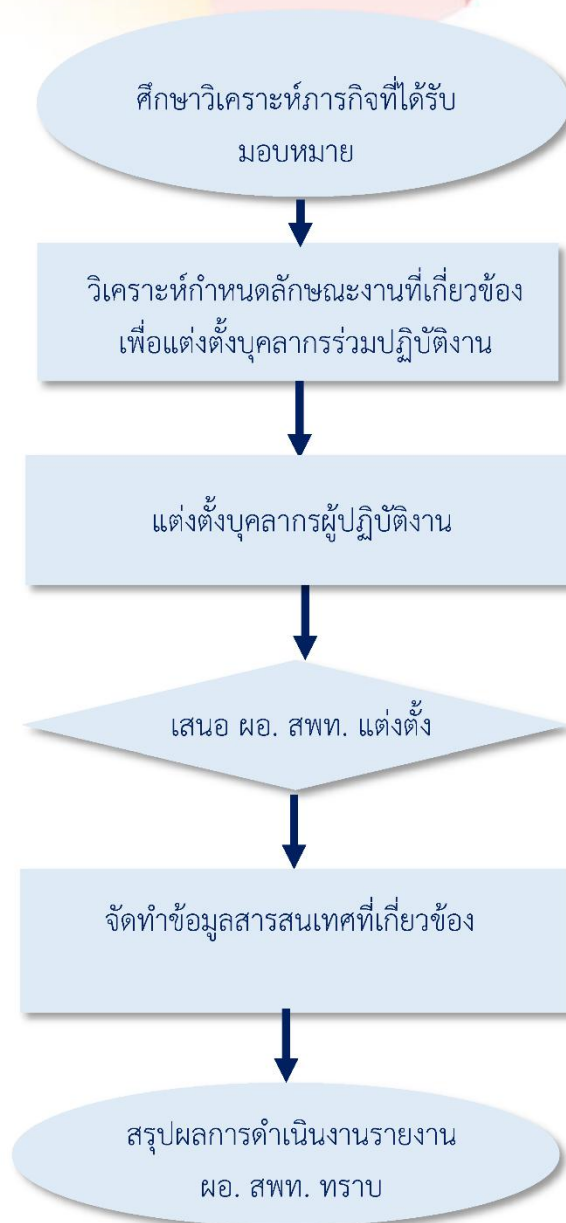 ศึกษาวิเคราะห์ภารกิจที่ได้รับ
มอบหมาย
วิเคราะห์กำหนดลักษณะงานที่เกี่ยวข้อง
เพื่อแต่งตั้งบุคลากรร่วมปฏิบัติงาน
แต่งตั้งบุคลากรผู้ปฏิบัติงาน
เสนอ ผอ. สพท. แต่งตั้ง
จัดทำข้อมูลสารสนเทศที่เกี่ยวข้อง
สรุปผลการดำเนินงานรายงาน
ผอ. สพท. ทราบ